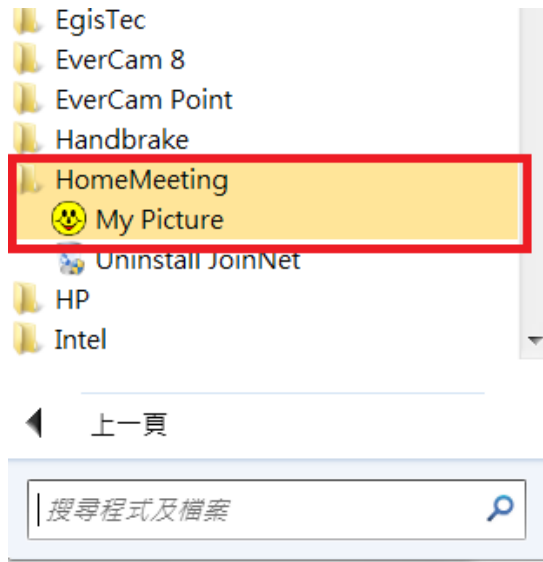 EgisTec
EverCam 8
EverCam Point
Handbrake
HomeMeeting
My Picture
Uninstall JoinNet
HP
Intel
上一頁
搜尋程式及檔案